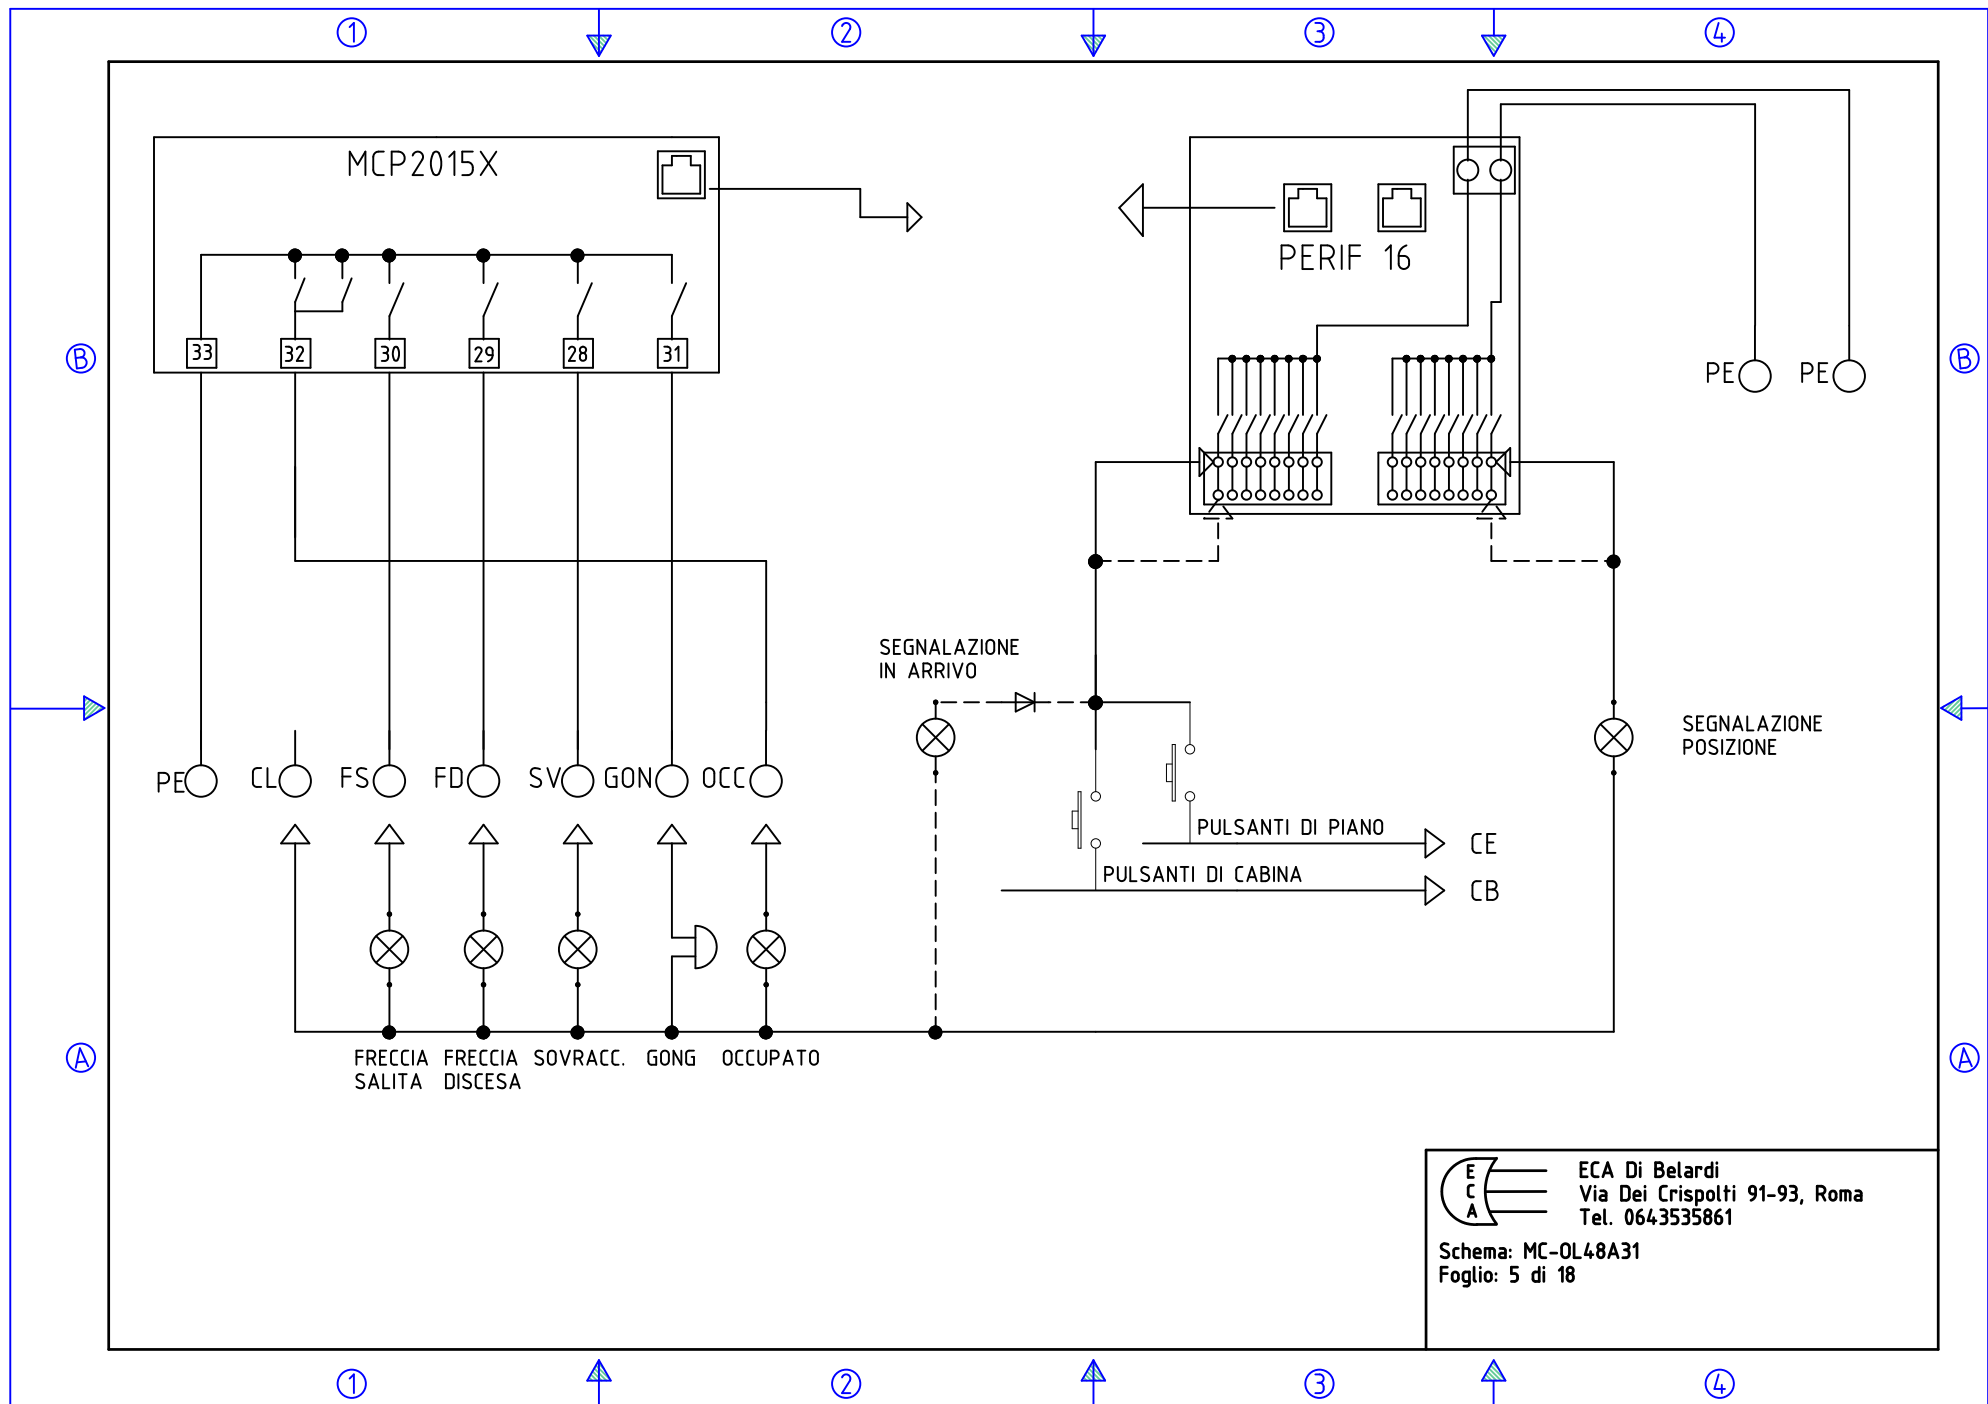 1 2 3 4
MCP2015X
PERIF 16
33 32 30 29 28 31
B
B
PE PE
SEGNALAZIONE
IN ARRIVO
SEGNALAZIONE
POSIZIONE
PE CL FS FD SV GON OCC
PULSANTI DI PIANO
CE
PULSANTI DI CABINA
CB
A
A
FRECCIA
SALITA
FRECCIA
DISCESA
SOVRACC.
GONG
OCCUPATO
E
C
A
ECA Di Belardi
Via Dei Crispolti 91-93, Roma
Tel. 0643535861
Schema: MC-OL48A31
Foglio: 5 di 18
1 2 3 4